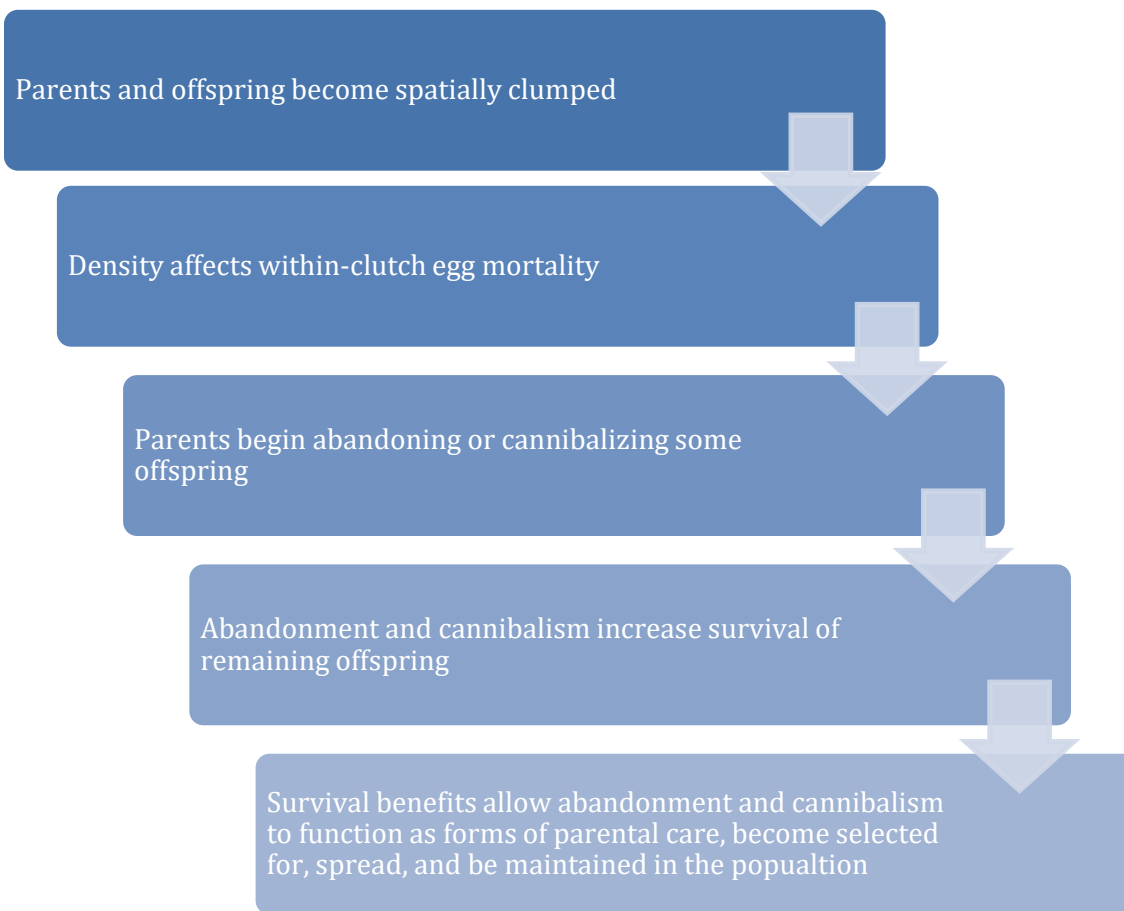 Parents and offspring become spatially clumped
Density affects within-clutch egg mortality
Parents begin abandoning or cannibalizing some
offspring
Abandonment and cannibalism increase survival of
remaining offspring
Survival benefits allow abandonment and cannibalism
to function as forms of parental care, become selected
for, spread, and be maintained in the popualtion